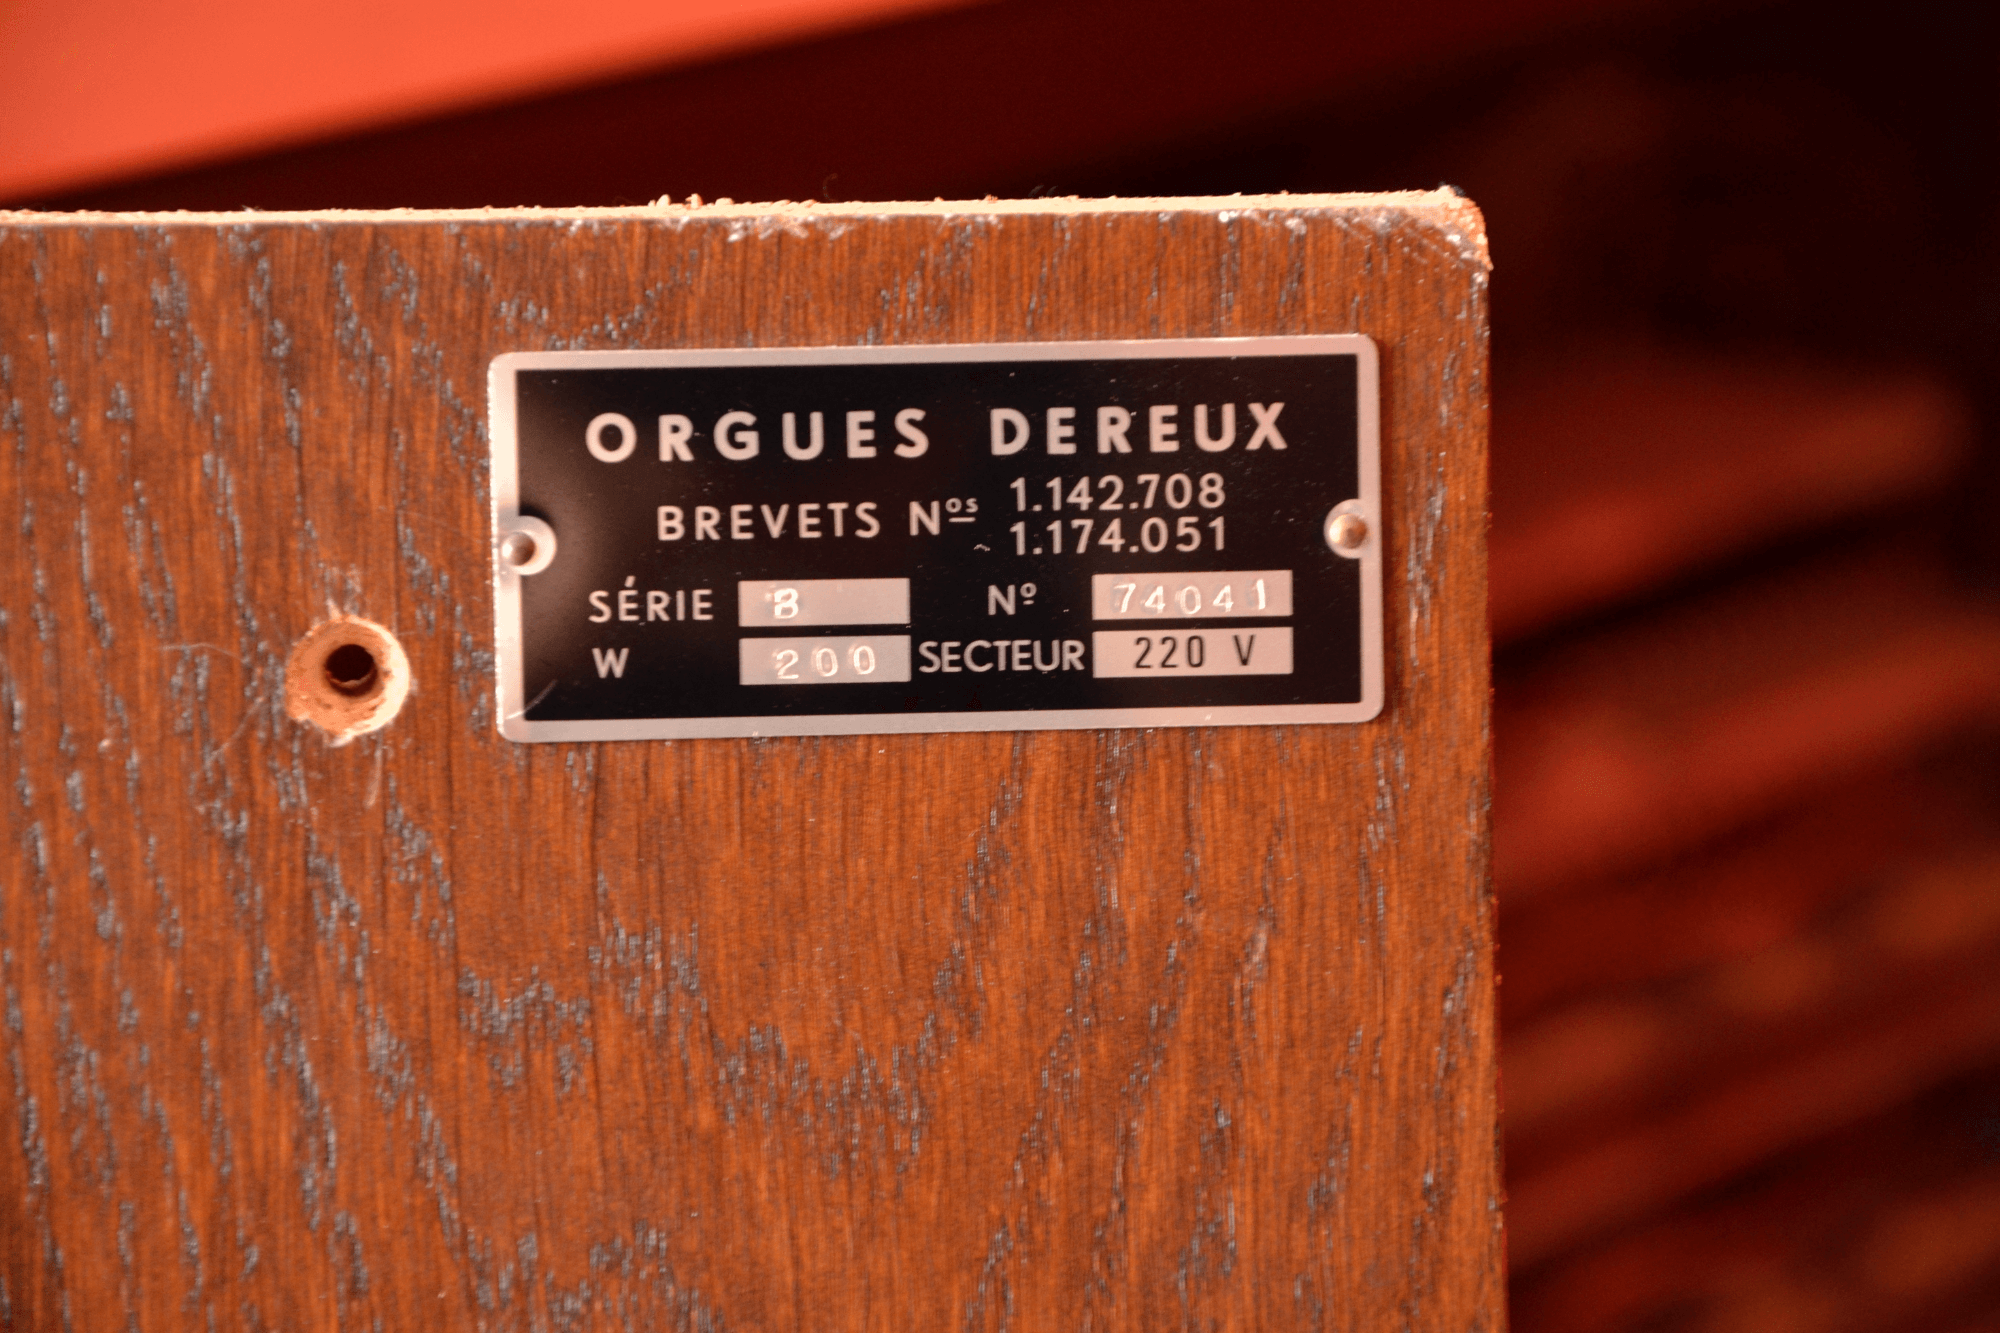 ORGUES DEREUX
BREVETS Nos 1.142.708
1.174.051
SÉRIE B Nº 74041
W 200 SECTEUR 220 V